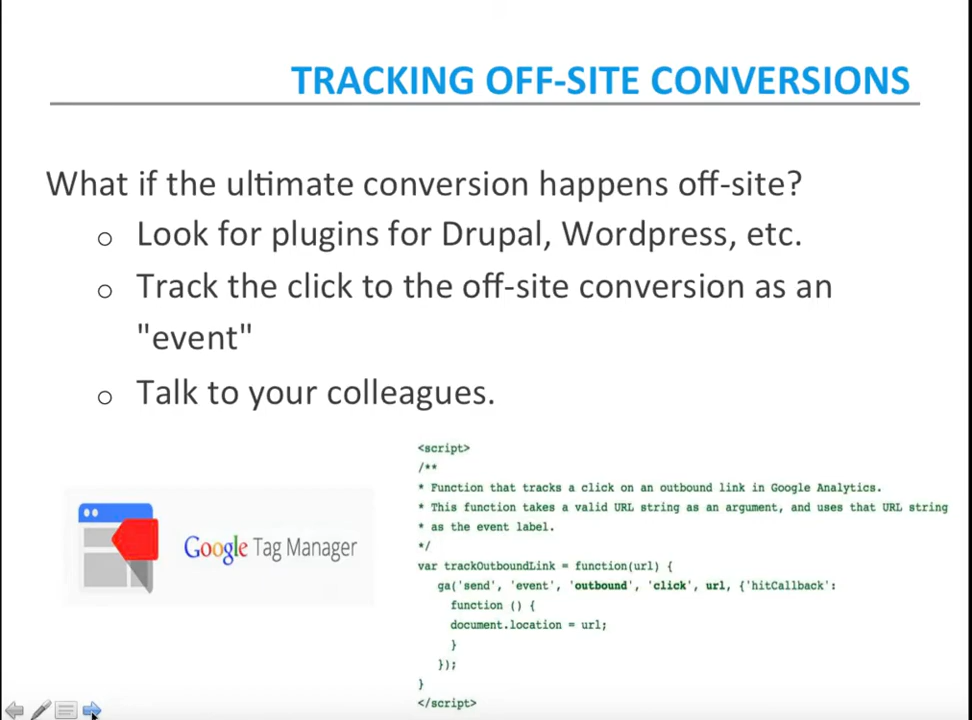 TRACKING OFF-SITE CONVERSIONS
What if the ultimate conversion happens off-site?
o Look for plugins for Drupal, Wordpress, etc.
o Track the click to the off-site conversion as an
"event"
o Talk to your colleagues.
Google Tag Manager
<script>
/**
* Function that tracks a click on an outbound link in Google Analytics.
* This function takes a valid URL string as an argument, and uses that URL string
* as the event label.
*/
var trackOutboundLink = function(url) {
ga('send', 'event', 'outbound', 'click', url, {'hitCallback':
function () {
document.location = url;
}
});
}
</script>